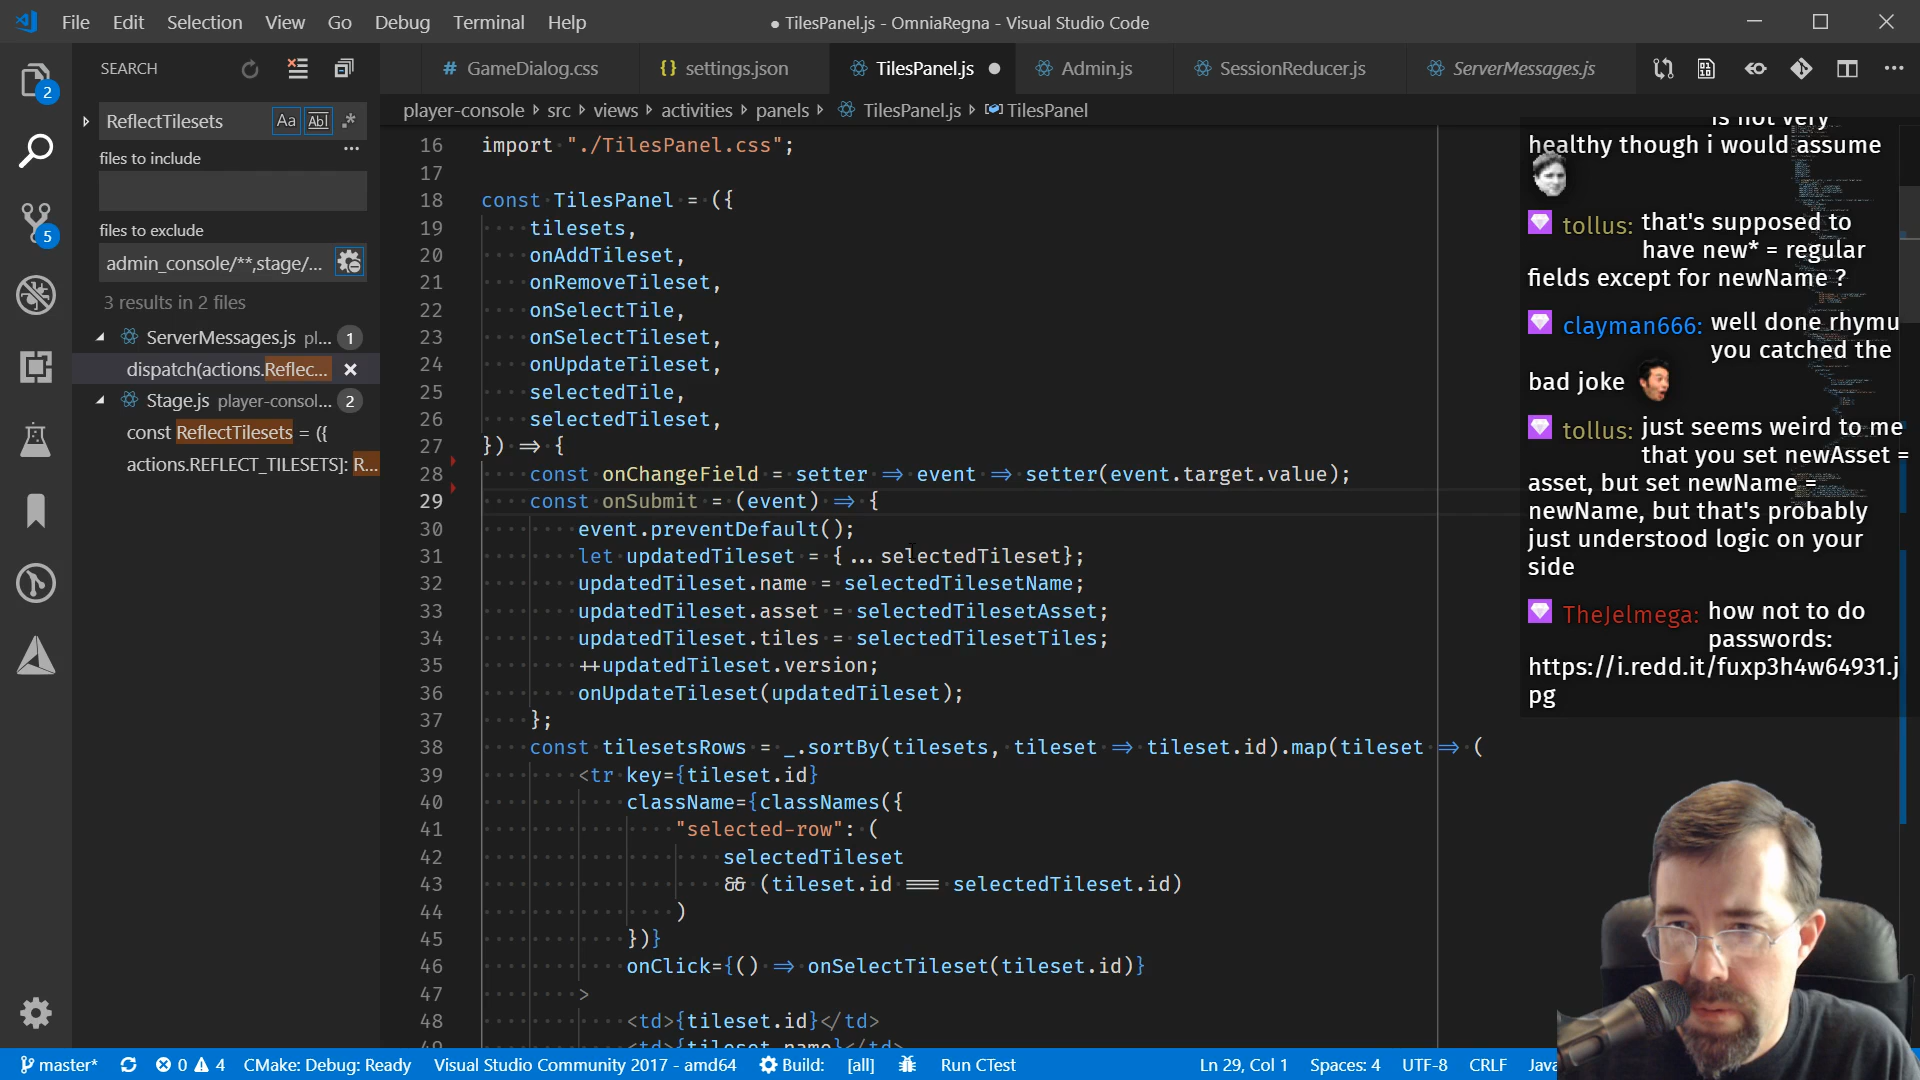 File Edit Selection View Go Debug Terminal Help
● TilesPanel.js - OmniaRegna - Visual Studio Code
SEARCH
GameDialog.css
settings.json
TilesPanel.js
Admin.js
SessionReducer.js
ServerMessages.js
player-console src views activities panels TilesPanel.js TilesPanel
ReflectTilesets
files to include
files to exclude
admin_console/**,stage/...
3 results in 2 files
ServerMessages.js pl... 1
dispatch(actions.Reflec...
Stage.js player-consol... 2
const ReflectTilesets = ({
actions.REFLECT_TILESETS]: R...
2
5
16 import "./TilesPanel.css";
17
18 const TilesPanel = ({
19 tilesets,
20 onAddTileset,
21 onRemoveTileset,
22 onSelectTile,
23 onSelectTileset,
24 onUpdateTileset,
25 selectedTile,
26 selectedTileset,
27 }) => {
28 const onChangeField = setter => event => setter(event.target.value);
29 const onSubmit = (event) => {
30 event.preventDefault();
31 let updatedTileset = {...selectedTileset};
32 updatedTileset.name = selectedTilesetName;
33 updatedTileset.asset = selectedTilesetAsset;
34 updatedTileset.tiles = selectedTilesetTiles;
35 ++updatedTileset.version;
36 onUpdateTileset(updatedTileset);
37 };
38 const tilesetsRows = _.sortBy(tilesets, tileset => tileset.id).map(tileset => (
39 <tr key={tileset.id}
40 className={classNames({
41 "selected-row": (
42 selectedTileset
43 && (tileset.id === selectedTileset.id)
44 )
45 })}
46 onClick={() => onSelectTileset(tileset.id)}
47 >
48 <td>{tileset.id}</td>
49 <td>{tileset.name}</td>
is not very
healthy though i would assume
tollus: that's supposed to
have new* = regular
fields except for newName ?
clayman666: well done rhymu
you catched the
bad joke
tollus: just seems weird to me
that you set newAsset =
asset, but set newName =
newName, but that's probably
just understood logic on your
side
TheJelmega: how not to do
passwords:
https://i.redd.it/fuxp3h4w64931.j
pg
master* 0 4 CMake: Debug: Ready Visual Studio Community 2017 - amd64 Build: [all] Run CTest Ln 29, Col 1 Spaces: 4 UTF-8 CRLF